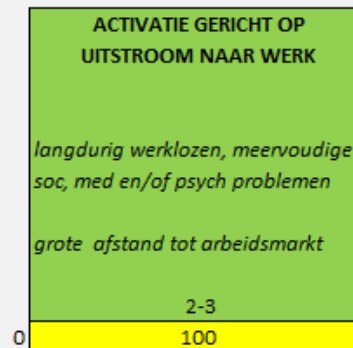 ACTIVATIE GERICHT OP
UITSTROOM NAAR WERK
langdurig werklozen, meervoudige
soc, med en/of psych problemen
grote afstand tot arbeidsmarkt
2-3
0 100